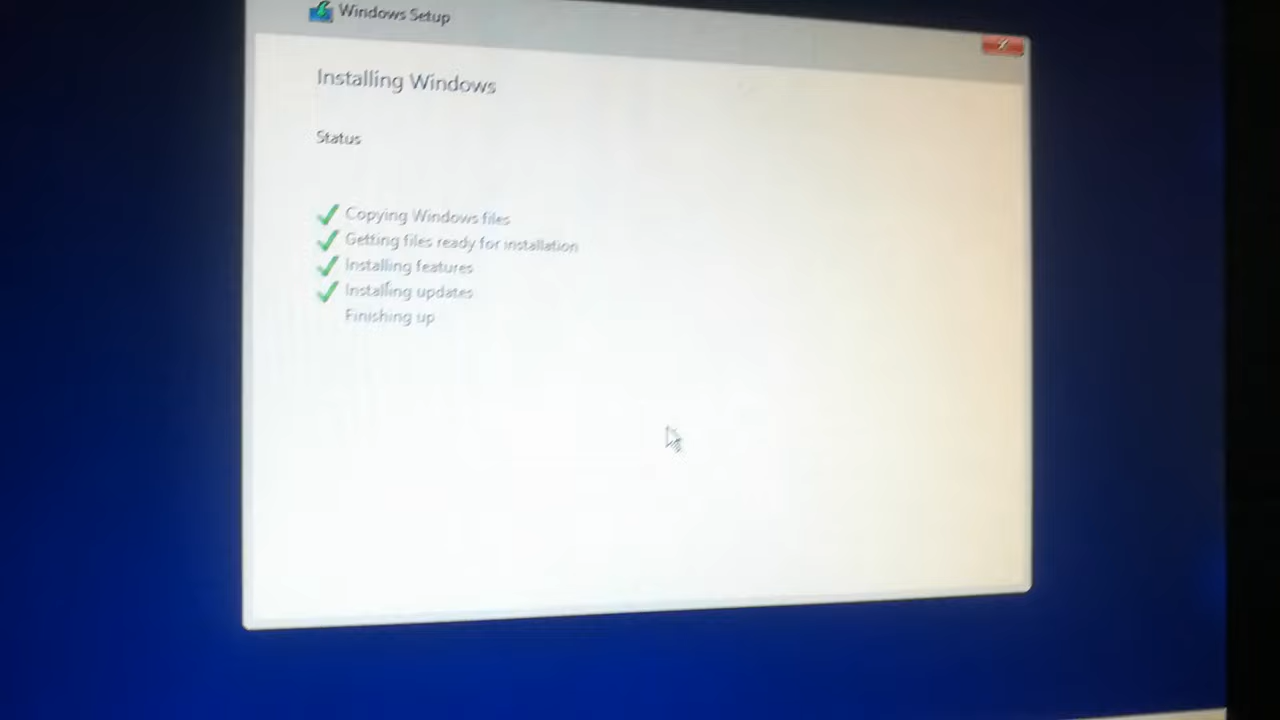 Windows Setup
Installing Windows
Status
Copying Windows files
Getting files ready for installation
Installing features
Installing updates
Finishing up